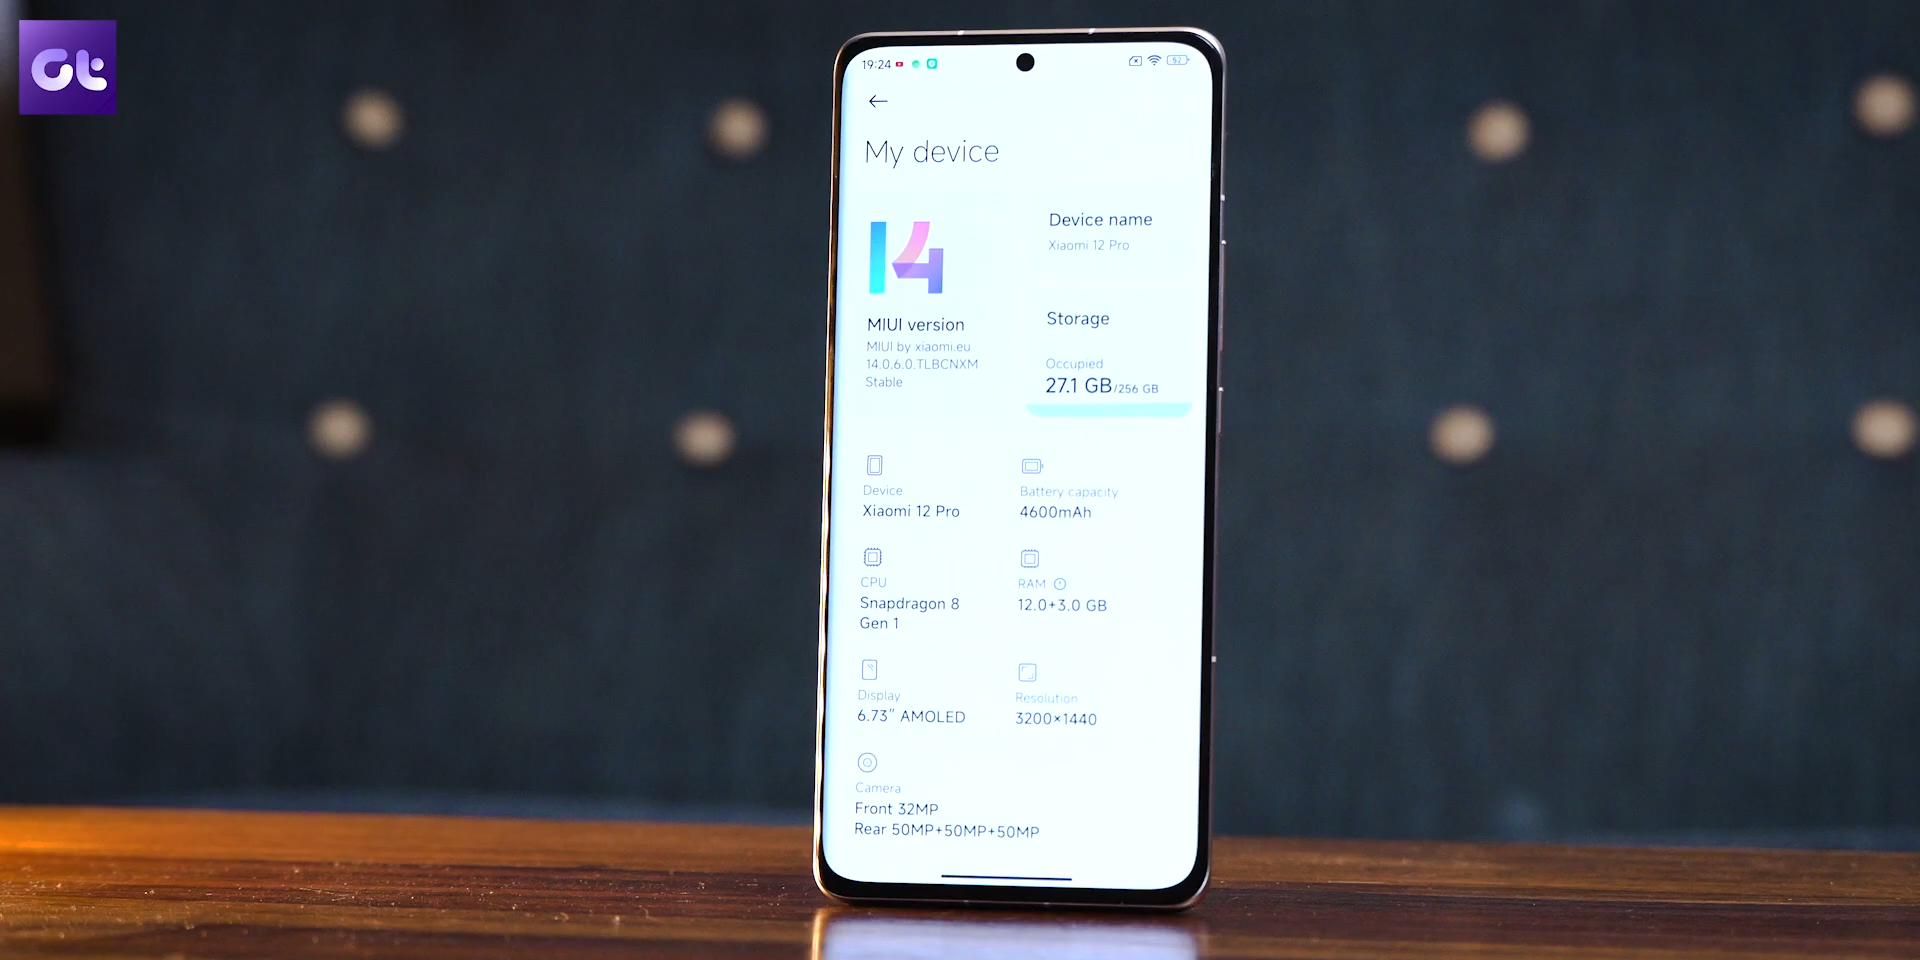 Gt
19:24
52
My device
14
MIUI version
MIUI by xiaomi.eu
14.0.6.0.TLBCNXM
Stable
Device name
Xiaomi 12 Pro
Storage
Occupied
27.1 GB/256 GB
Device
Xiaomi 12 Pro
Battery capacity
4600mAh
CPU
Snapdragon 8
Gen 1
RAM
12.0+3.0 GB
Display
6.73″ AMOLED
Resolution
3200×1440
Camera
Front 32MP
Rear 50MP+50MP+50MP